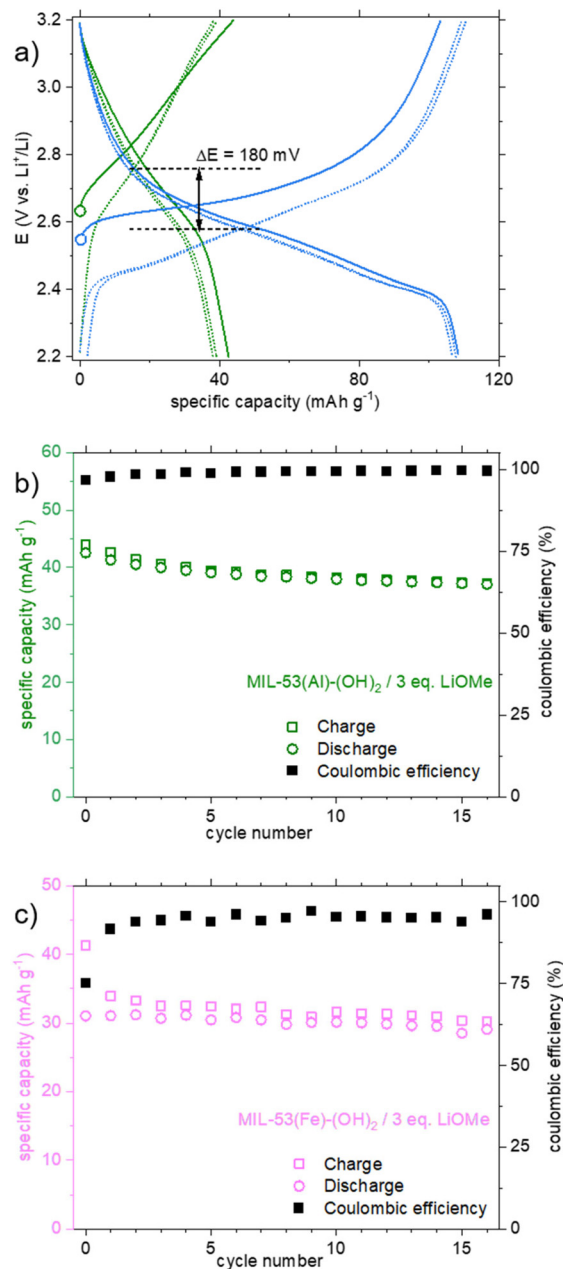 a)
3.2
3.0
2.8
2.6
2.4
2.2
E (V vs. Li⁺/Li)
ΔE = 180 mV
0 40 80 120
specific capacity (mAh g⁻¹)
b)
60
50
40
30
20
10
0
specific capacity (mAh g⁻¹)
100
75
50
25
0
coulombic efficiency (%)
MIL-53(Al)-(OH)₂ / 3 eq. LiOMe
Charge
Discharge
Coulombic efficiency
0 5 10 15
cycle number
c)
50
40
30
20
10
0
specific capacity (mAh g⁻¹)
100
75
50
25
0
coulombic efficiency (%)
MIL-53(Fe)-(OH)₂ / 3 eq. LiOMe
Charge
Discharge
Coulombic efficiency
0 5 10 15
cycle number